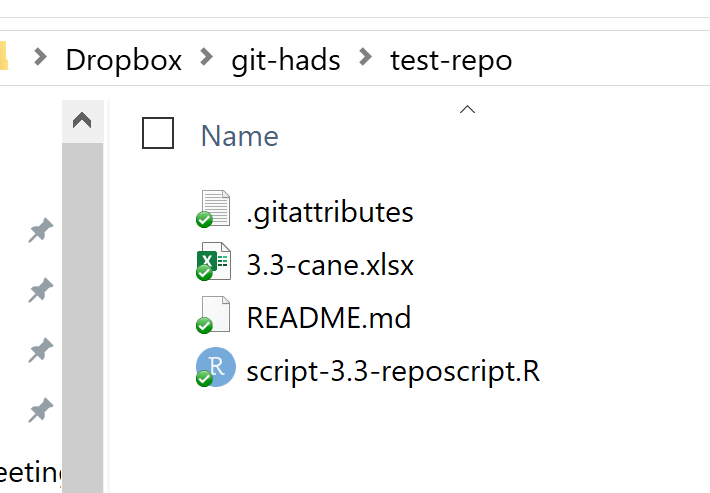 Dropbox > git-hads > test-repo
Name
.gitattributes
3.3-cane.xlsx
README.md
script-3.3-reposcript.R